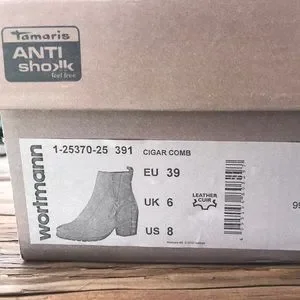 Tamaris
ANTI
shokk
feel free
wortmann
1-25370-25 391 CIGAR COMB
EU 39
UK 6
US 8
LEATHER
CUIR